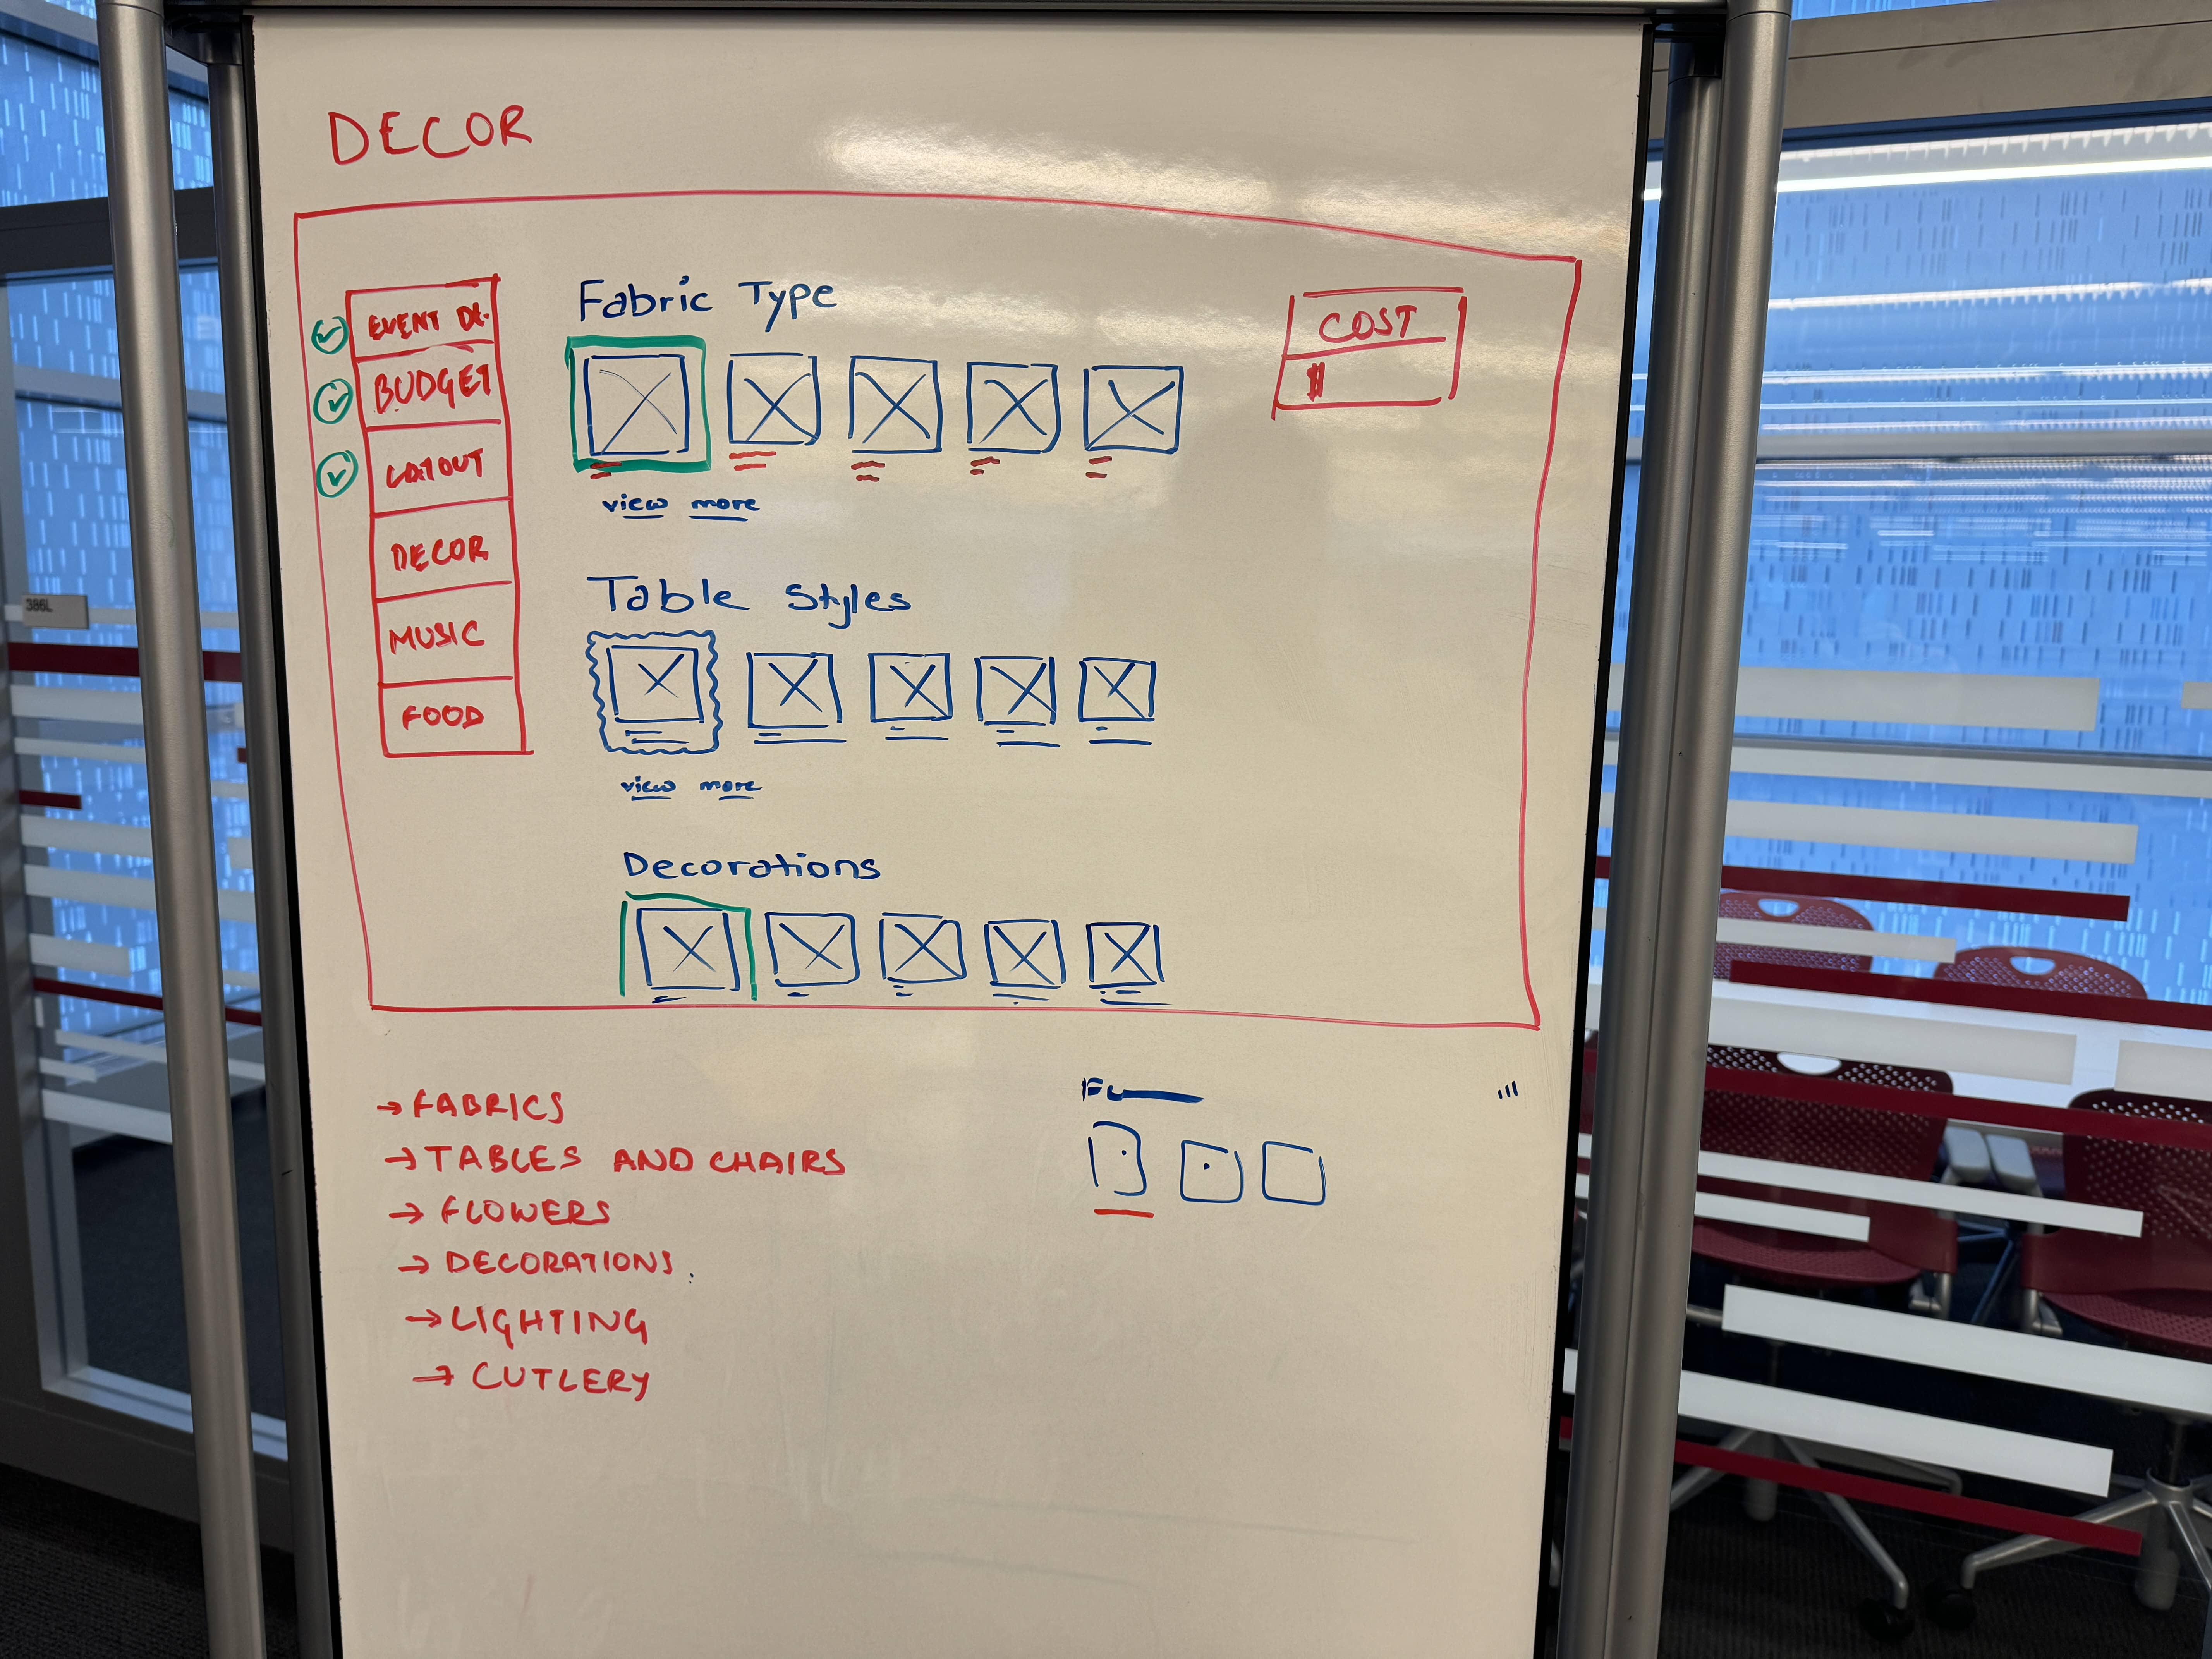 DECOR
EVENT DE.
BUDGET
LAYOUT
DECOR
MUSIC
FOOD
Fabric Type
view more
Table Styles
view more
Decorations
COST
$
→ FABRICS
→ TABLES AND CHAIRS
→ FLOWERS
→ DECORATIONS
→ LIGHTING
→ CUTLERY
386L